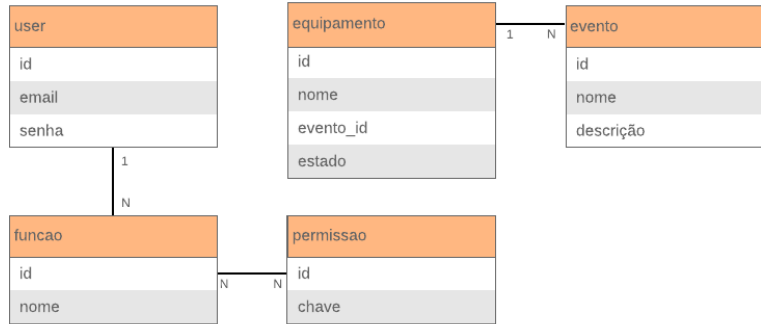 user
id
email
senha
equipamento
id
nome
evento_id
estado
1 N
evento
id
nome
descrição
1
N
funcao
id
nome
N N
permissao
id
chave